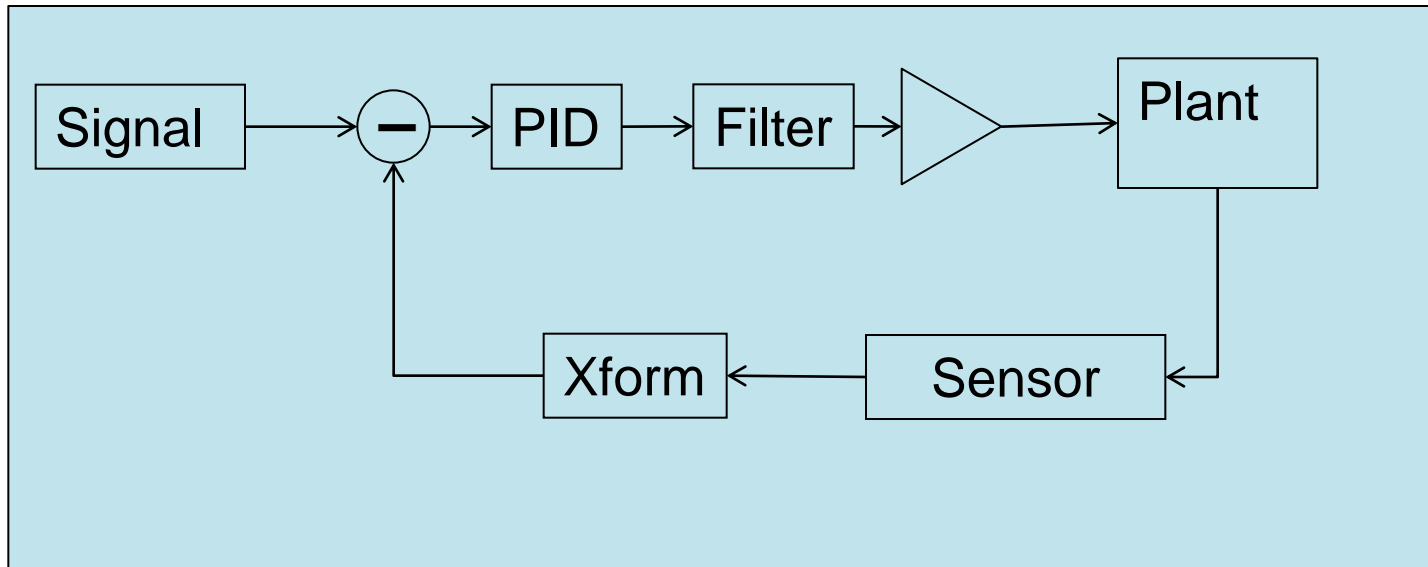 Signal
−
PID
Filter
Plant
Xform
Sensor